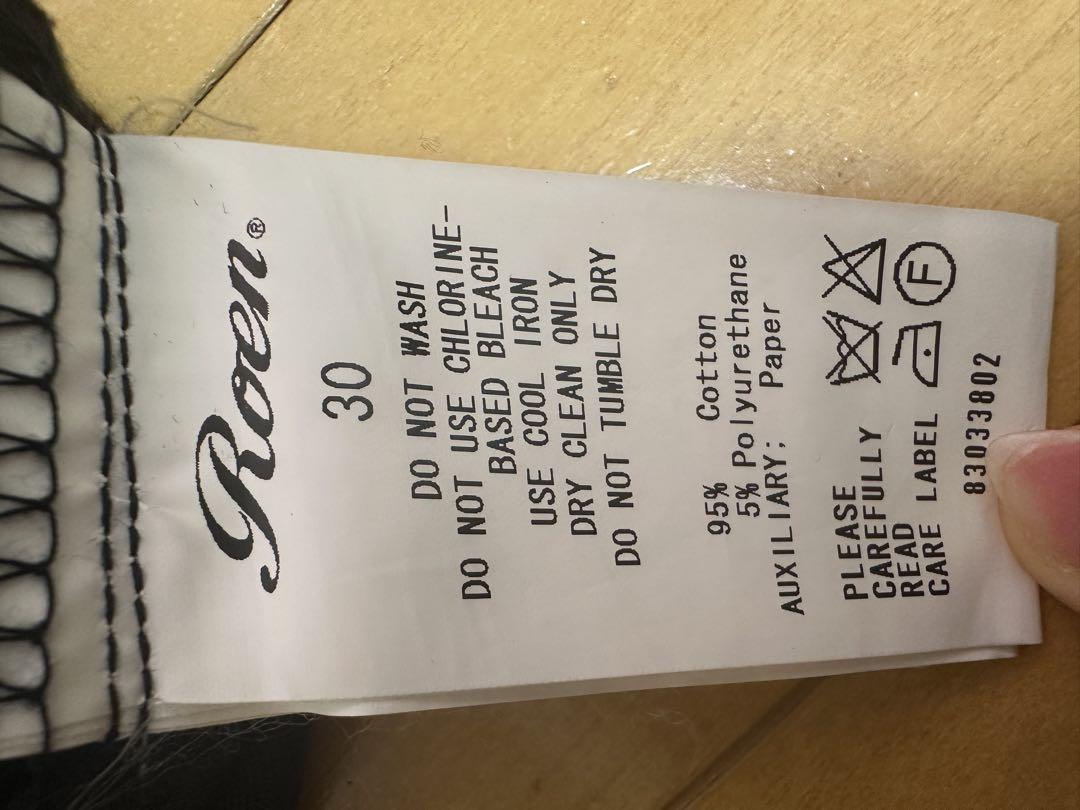 Roen®
30
DO NOT WASH
DO NOT USE CHLORINE-
BASED BLEACH
USE COOL IRON
DRY CLEAN ONLY
DO NOT TUMBLE DRY
95% Cotton
5% Polyurethane
AUXILIARY; Paper
PLEASE
CAREFULLY
READ
CARE LABEL
F
83033802